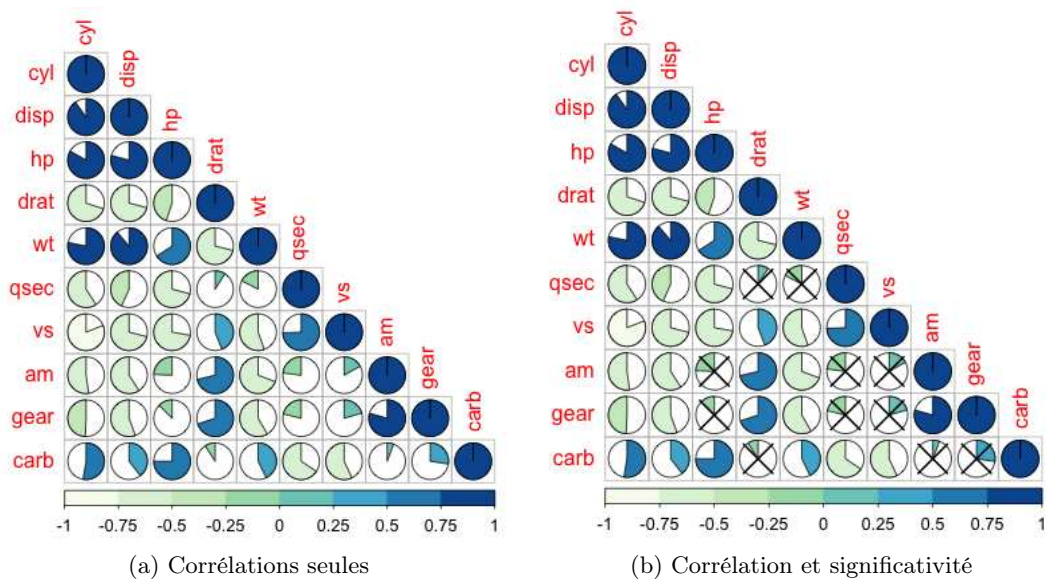 cyl
disp
hp
drat
wt
qsec
vs
am
gear
carb
cyl
disp
hp
drat
wt
qsec
vs
am
gear
carb
-1 -0.75 -0.5 -0.25 0 0.25 0.5 0.75 1
(a) Corrélations seules
cyl
disp
hp
drat
wt
qsec
vs
am
gear
carb
cyl
disp
hp
drat
wt
qsec
vs
am
gear
carb
-1 -0.75 -0.5 -0.25 0 0.25 0.5 0.75 1
(b) Corrélation et significativité